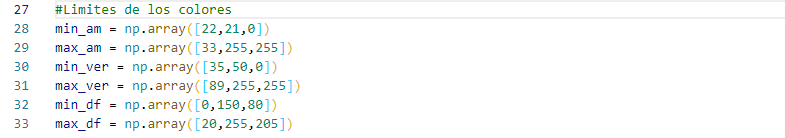 27 #Limites de los colores
28 min_am = np.array([22,21,0])
29 max_am = np.array([33,255,255])
30 min_ver = np.array([35,50,0])
31 max_ver = np.array([89,255,255])
32 min_df = np.array([0,150,80])
33 max_df = np.array([20,255,205])